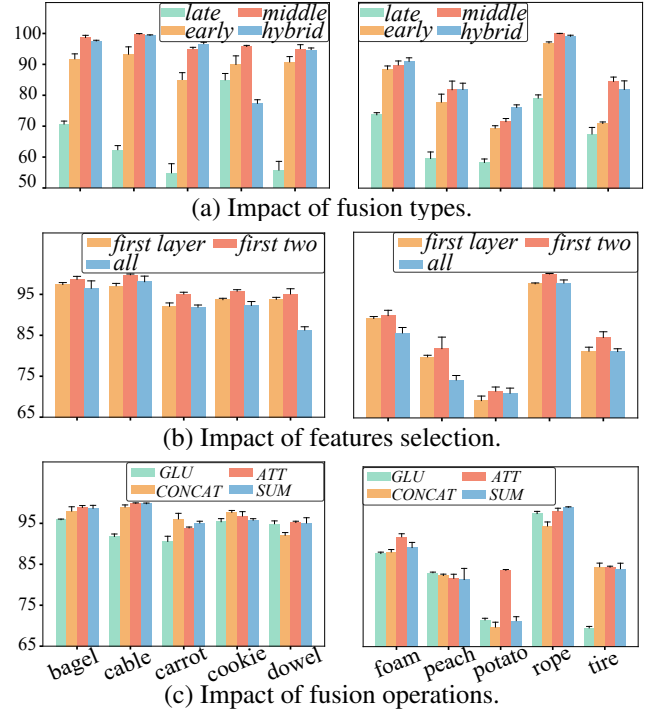 late middle
early hybrid
late middle
early hybrid
100
90
80
70
60
50
(a) Impact of fusion types.
first layer first two
all
first layer first two
all
95
85
75
65
(b) Impact of features selection.
GLU ATT
CONCAT SUM
GLU ATT
CONCAT SUM
95
85
75
65
bagel cable carrot cookie dowel
foam peach potato rope tire
(c) Impact of fusion operations.